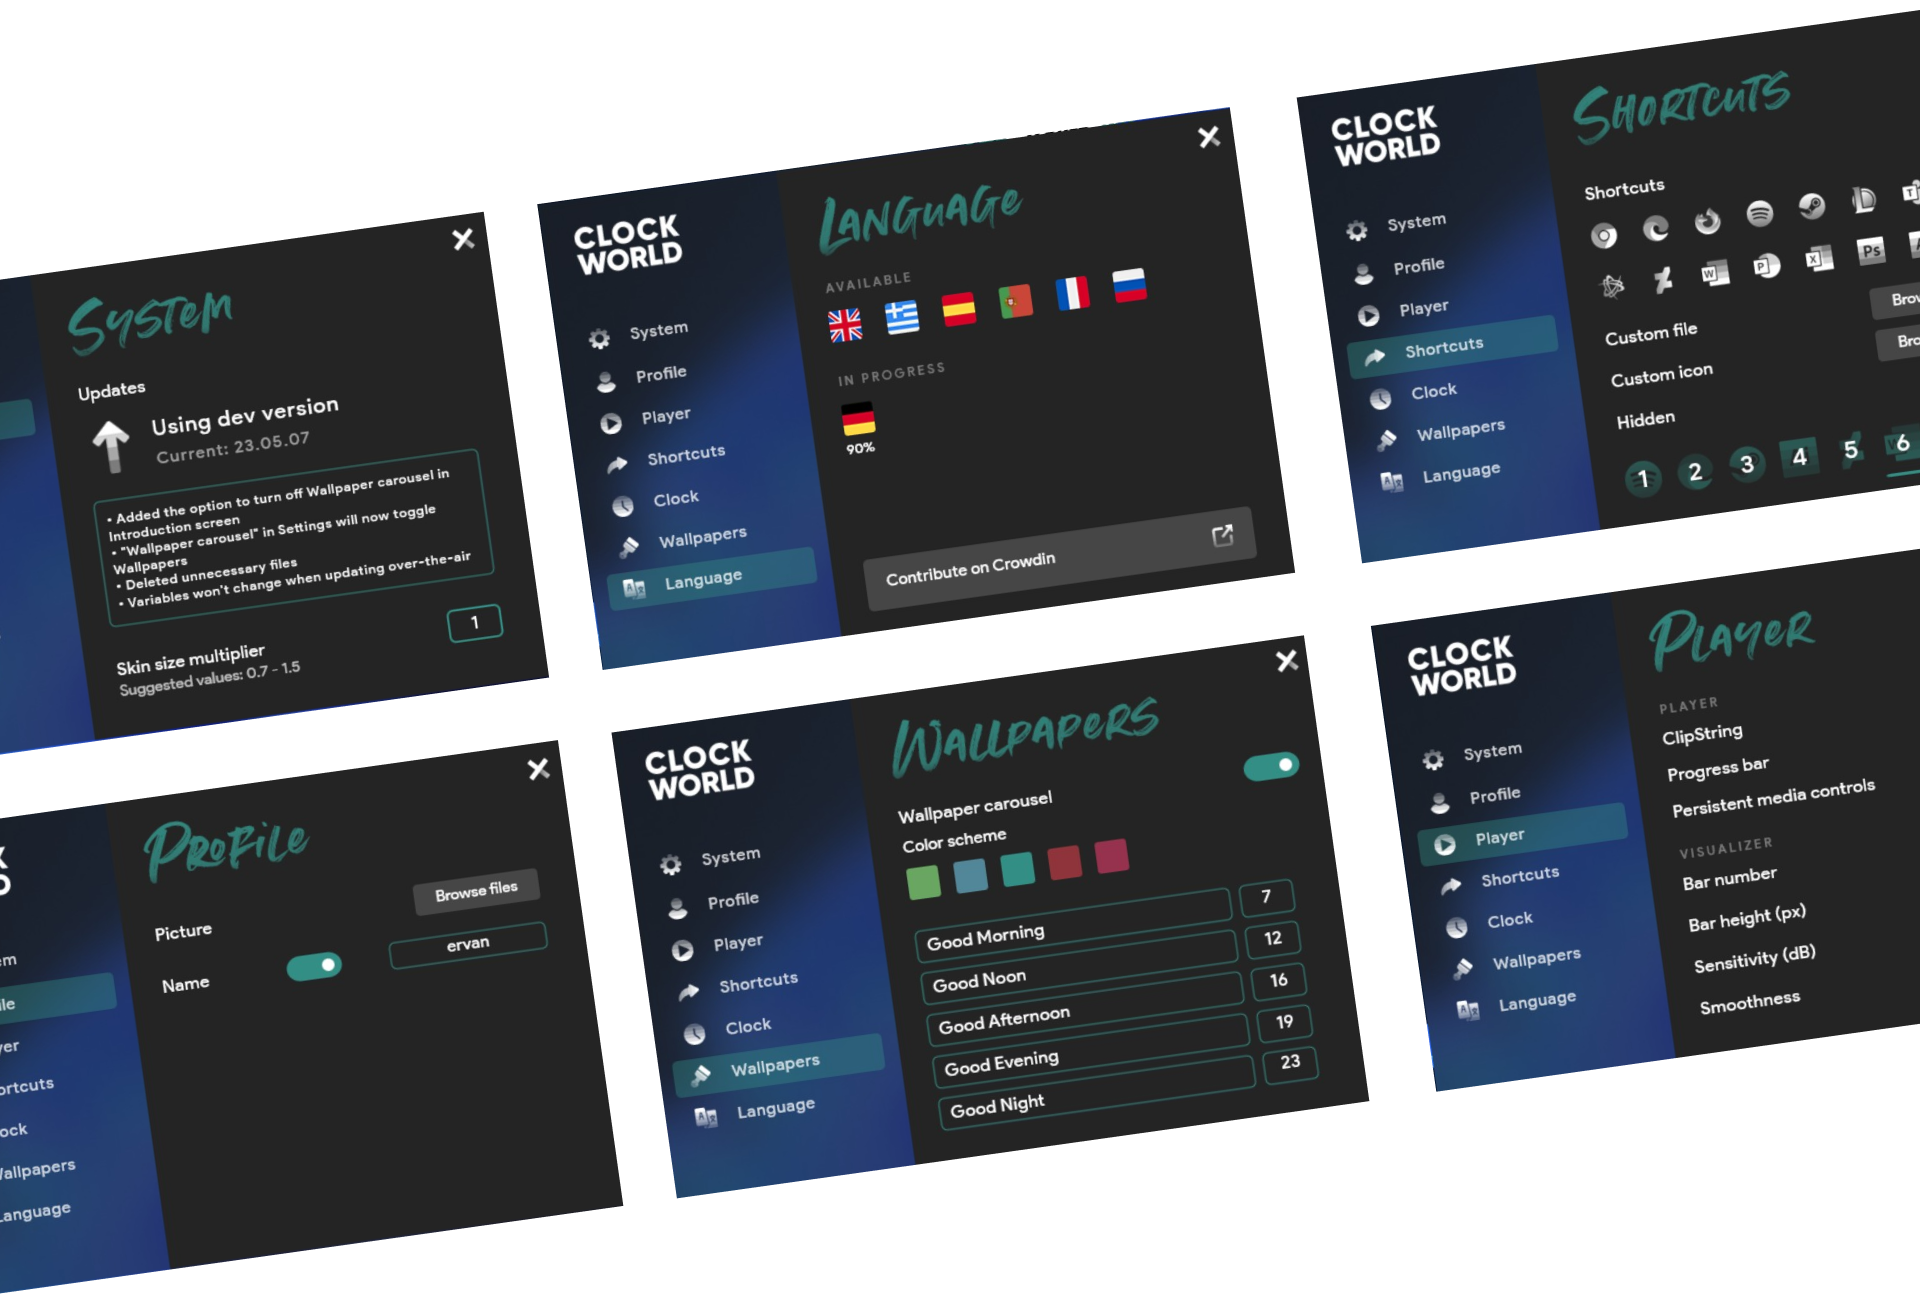 System
Updates
Using dev version
Current: 23.05.07
• Added the option to turn off Wallpaper carousel in
Introduction screen
• "Wallpaper carousel" in Settings will now toggle
Wallpapers
• Deleted unnecessary files
• Variables won't change when updating over-the-air
Skin size multiplier
Suggested values: 0.7 - 1.5
1
CLOCK
WORLD
System
Profile
Player
Shortcuts
Clock
Wallpapers
Language
Language
AVAILABLE
IN PROGRESS
90%
Contribute on Crowdin
CLOCK
WORLD
System
Profile
Player
Shortcuts
Clock
Wallpapers
Language
Shortcuts
Shortcuts
W
P
X
Ps
Custom file
Brow
Custom icon
Bro
Hidden
1 2 3 4 5 6
em
ile
yer
ortcuts
ock
Wallpapers
Language
Profile
Picture
Browse files
Name
ervan
CLOCK
WORLD
System
Profile
Player
Shortcuts
Clock
Wallpapers
Language
Wallpapers
Wallpaper carousel
Color scheme
Good Morning 7
Good Noon 12
Good Afternoon 16
Good Evening 19
Good Night 23
CLOCK
WORLD
System
Profile
Player
Shortcuts
Clock
Wallpapers
Language
Player
PLAYER
ClipString
Progress bar
Persistent media controls
VISUALIZER
Bar number
Bar height (px)
Sensitivity (dB)
Smoothness